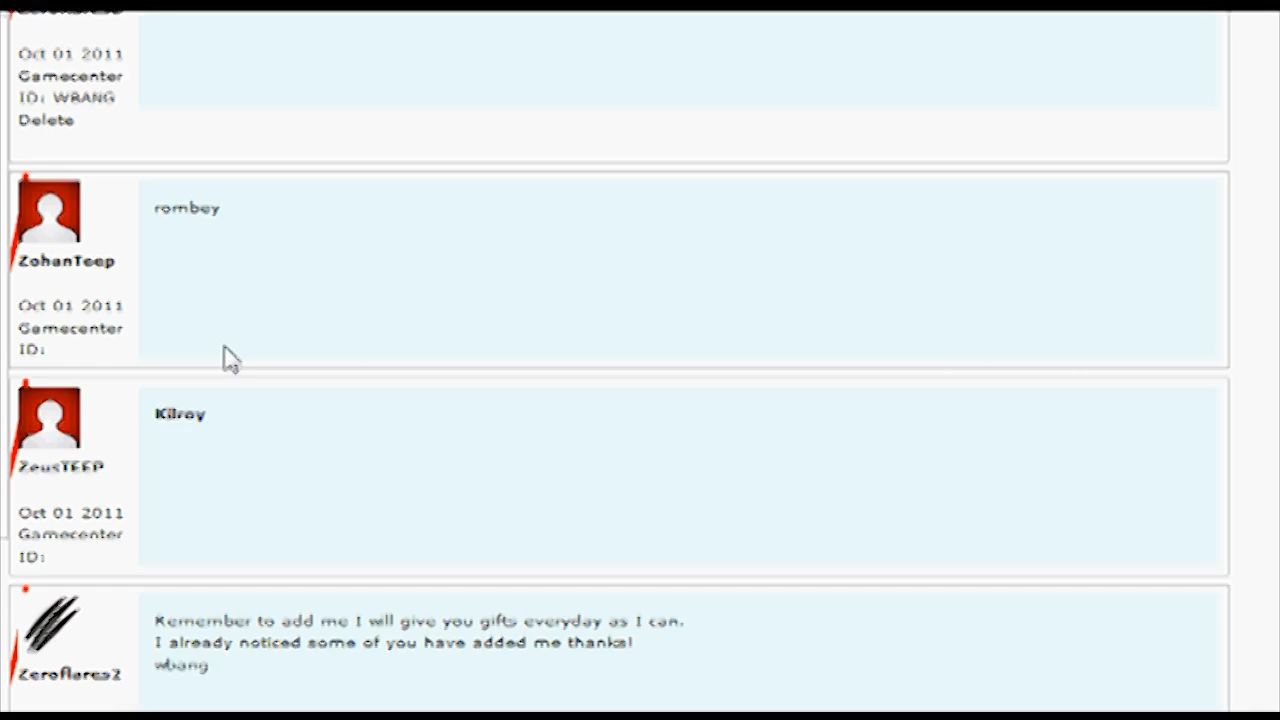 Oct 01 2011
Gamecenter
ID: WBANG
Delete
rombey
ZohanTeep
Oct 01 2011
Gamecenter
ID:
Kilroy
ZeusTEEP
Oct 01 2011
Gamecenter
ID:
Remember to add me I will give you gifts everyday as I can.
I already noticed some of you have added me thanks!
wbang
Zeroflares2